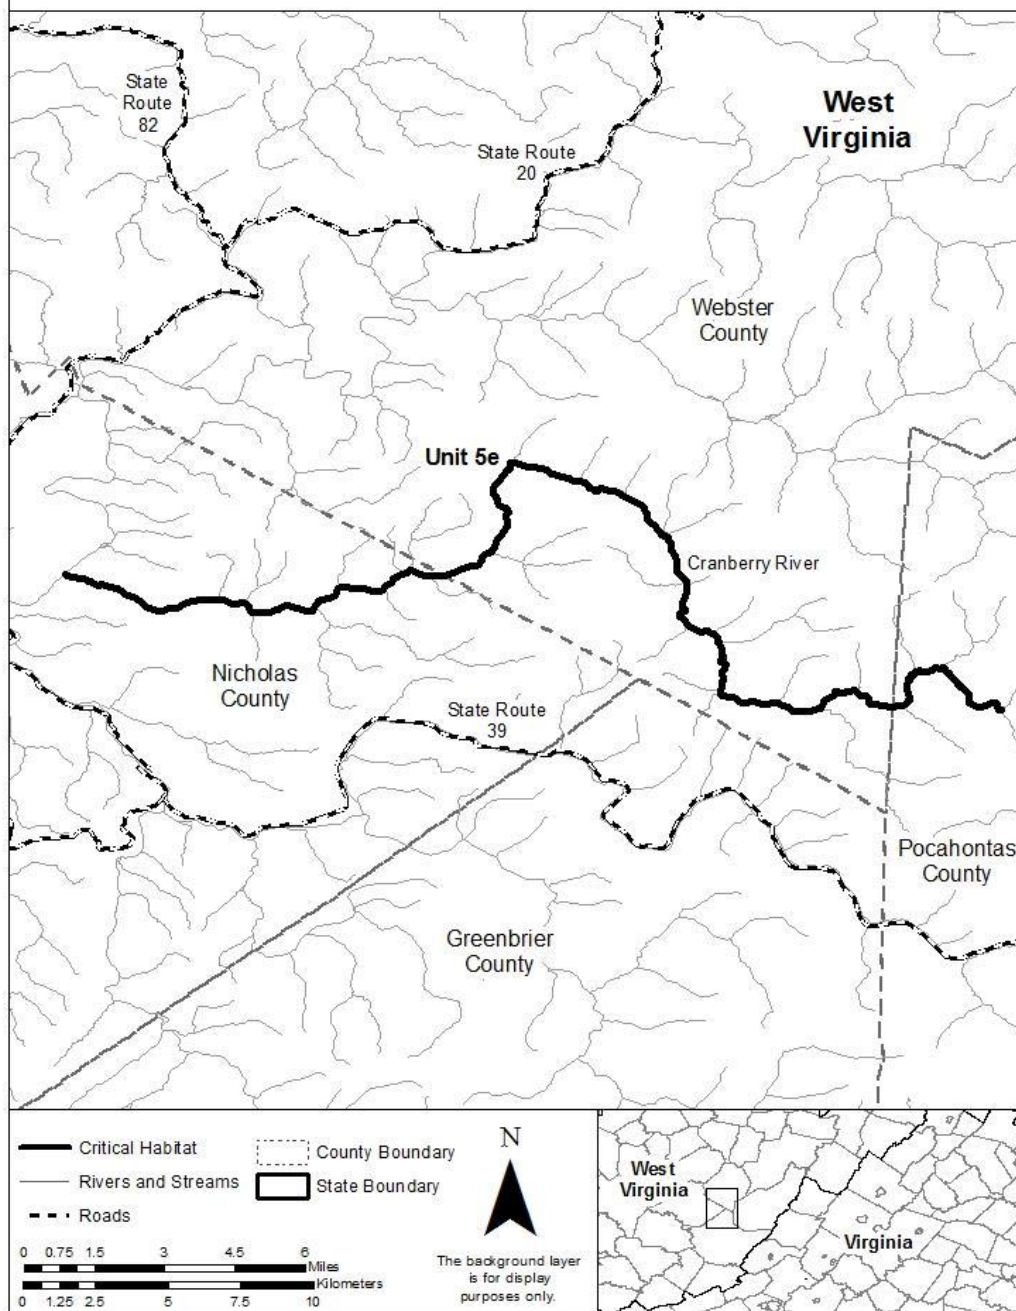 State
Route
82
West
Virginia
State Route
20
Webster
County
Unit 5e
Cranberry River
Nicholas
County
State Route
39
Pocahontas
County
Greenbrier
County
Critical Habitat
Rivers and Streams
Roads
County Boundary
State Boundary
0 0.75 1.5 3 4.5 6
Miles
Kilometers
0 1.25 2.5 5 7.5 10
N
The background layer
is for display
purposes only.
West
Virginia
Virginia